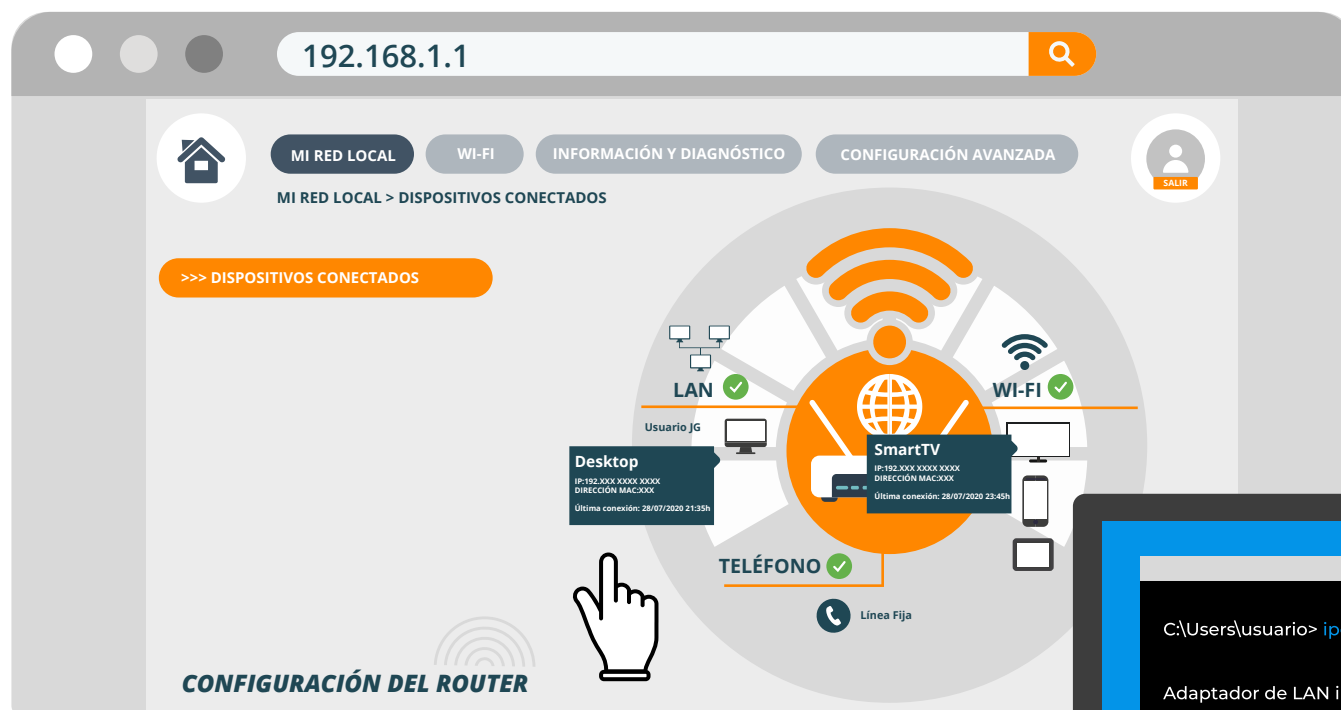 192.168.1.1
MI RED LOCAL
WI-FI
INFORMACIÓN Y DIAGNÓSTICO
CONFIGURACIÓN AVANZADA
SALIR
MI RED LOCAL > DISPOSITIVOS CONECTADOS
>>> DISPOSITIVOS CONECTADOS
LAN
WI-FI
Usuario JG
Desktop
IP:192.XXX XXXX XXXX
DIRECCIÓN MAC:XXX
Última conexión: 28/07/2020 21:35h
SmartTV
IP:192.XXX XXXX XXXX
DIRECCIÓN MAC:XXX
Última conexión: 28/07/2020 23:45h
TELÉFONO
Línea Fija
CONFIGURACIÓN DEL ROUTER
C:\Users\usuario> ip
Adaptador de LAN i